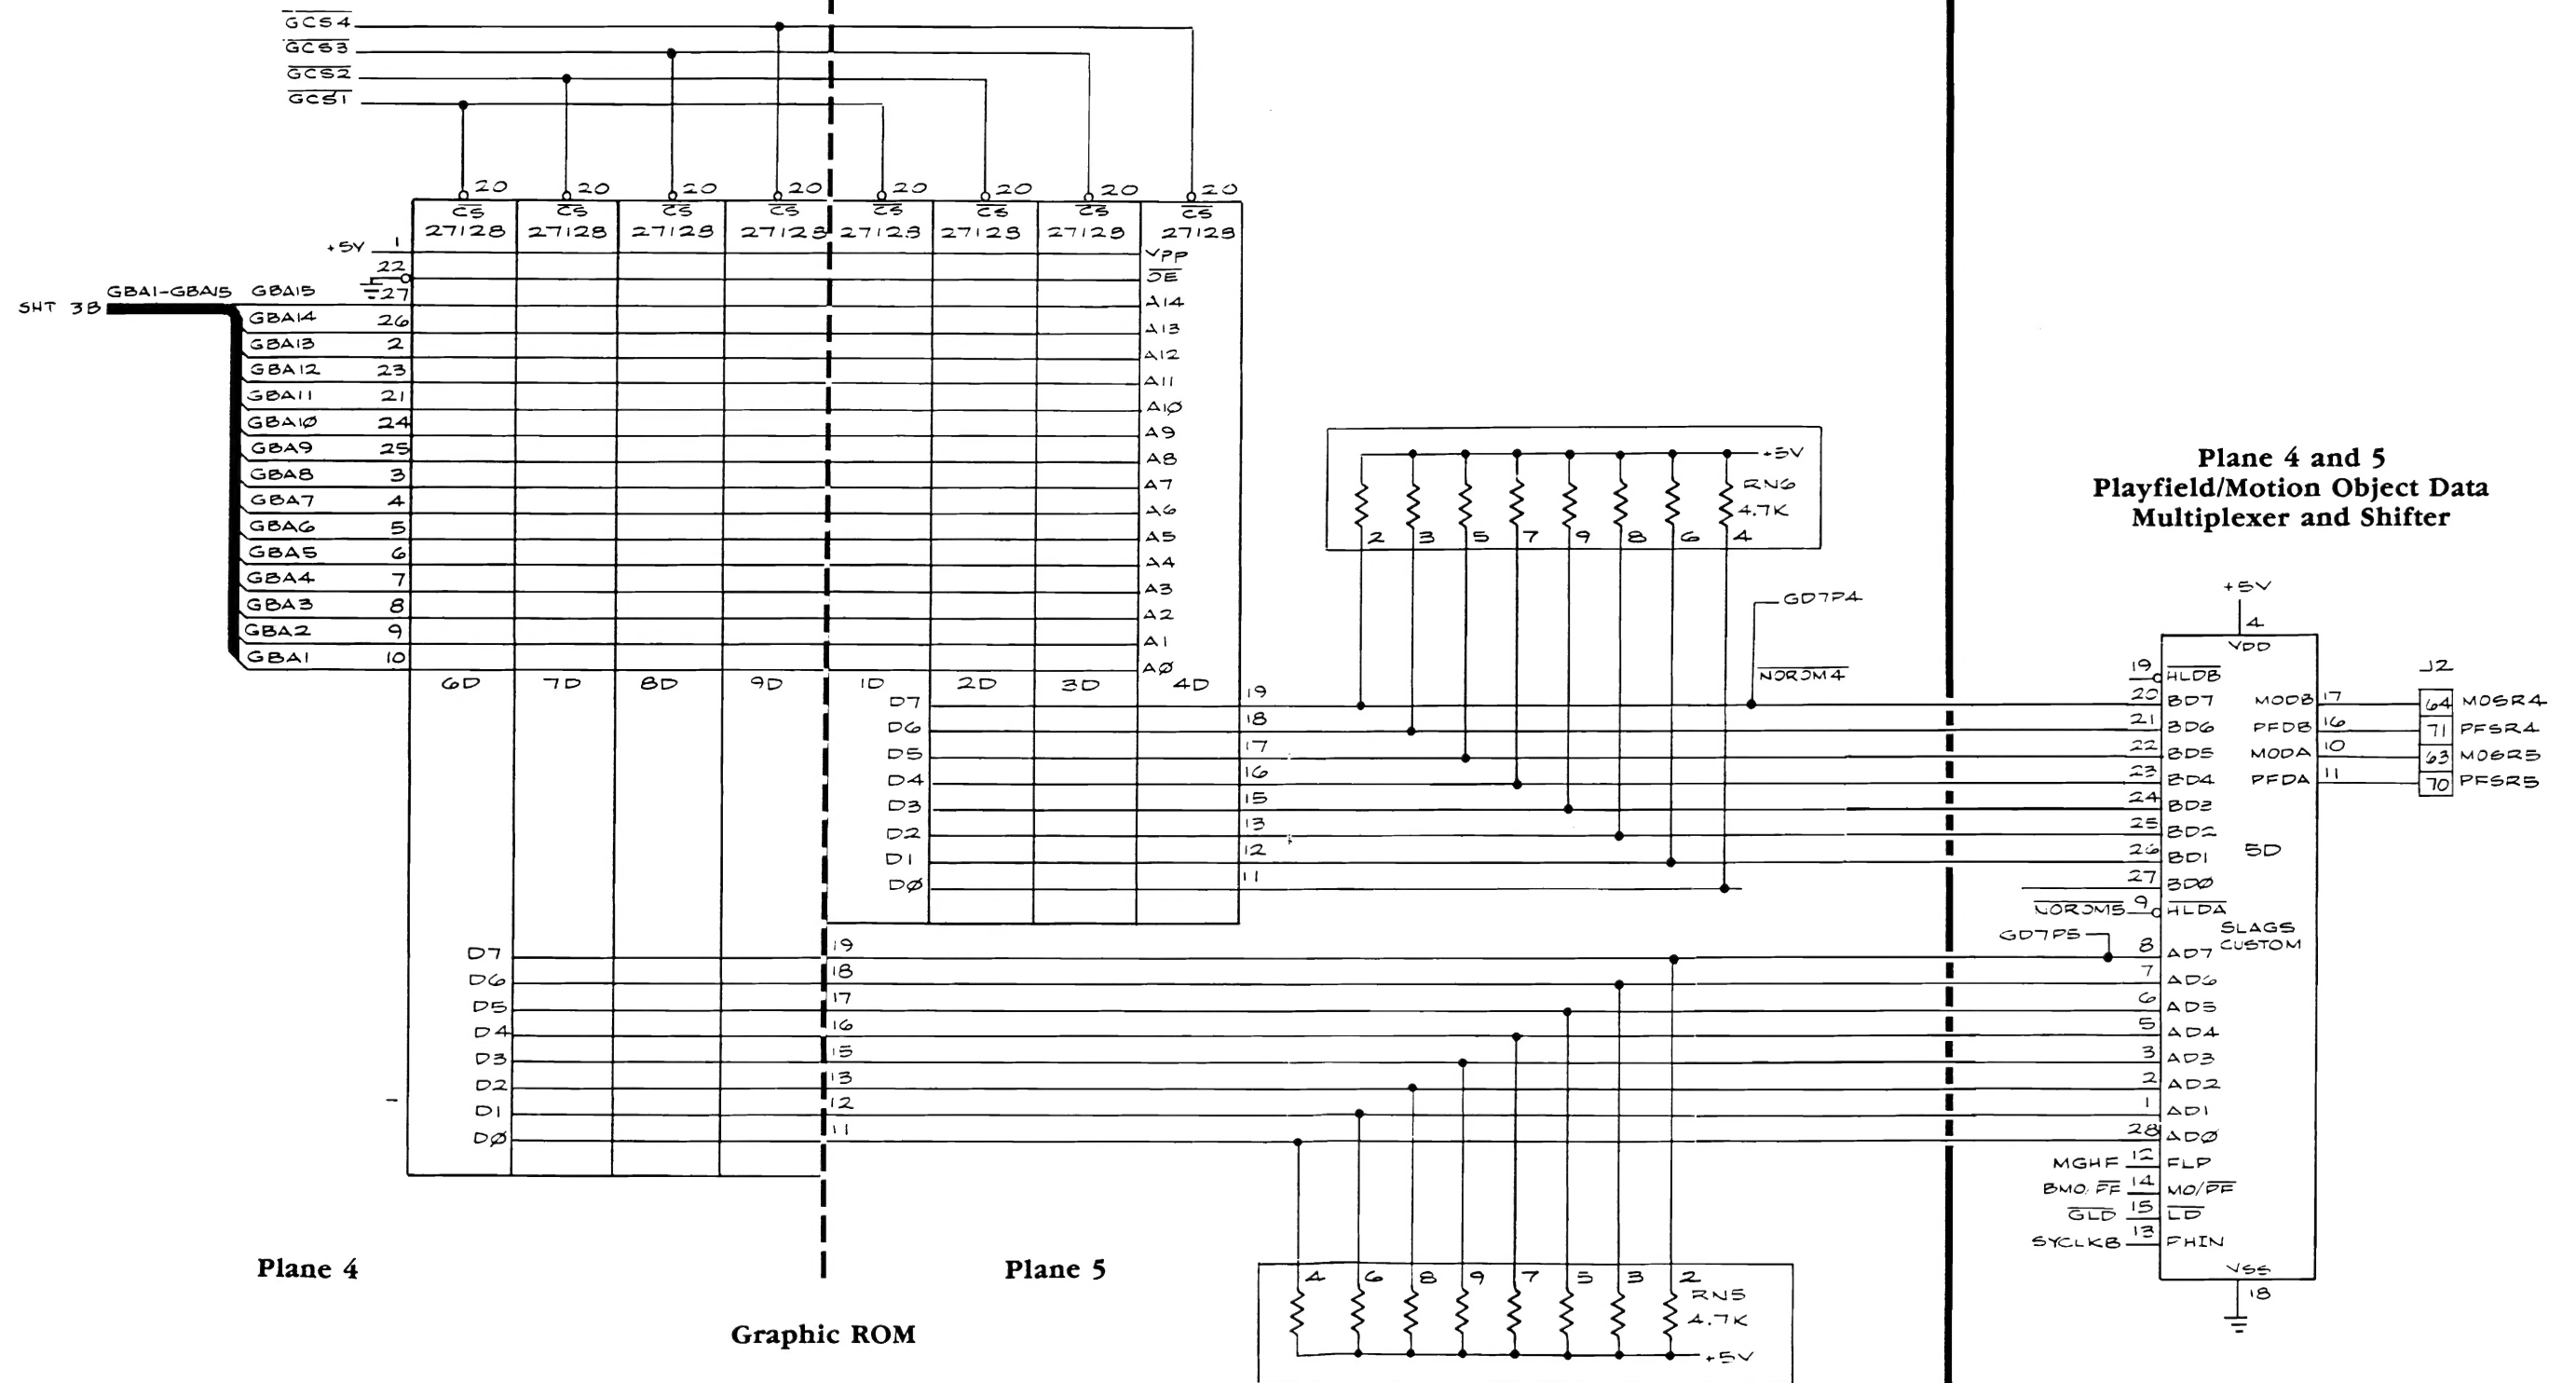 GCS4
GCS3
GCS2
GCS1
20 20 20 20 20 20 20 20
CS CS CS CS CS CS CS CS
27128 27128 27128 27128 27128 27128 27128 27128
+5V 1 VPP
22 OE
SHT 3B GBA1-GBA15 GBA15 27 A14
GBA14 26 A13
GBA13 2 A12
GBA12 23 A11
GBA11 21 A10
GBA10 24 A9
GBA9 25 A8
GBA8 3 A7
GBA7 4 A6
GBA6 5 A5
GBA5 6 A4
GBA4 7 A3
GBA3 8 A2
GBA2 9 A1
GBA1 10 A0
6D 7D 8D 9D 1D 2D 3D 4D
D7 19
D6 18
D5 17
D4 16
D3 15
D2 13
D1 12
D0 11
D7 19
D6 18
D5 17
D4 16
D3 15
D2 13
D1 12
D0 11
+5V
RN6
4.7K
2 3 5 7 9 8 6 4
GD7P4
NOROM4
4 6 8 9 7 5 3 2
RN5
4.7K
+5V
Plane 4
Plane 5
Graphic ROM
Plane 4 and 5
Playfield/Motion Object Data
Multiplexer and Shifter
+5V
4
VDD
19 HLDB J2
20 BD7 MODB 17 64 MOSR4
21 BD6 PFDB 16 71 PFSR4
22 BD5 MODA 10 63 MOSR5
23 BD4 PFDA 11 70 PFSR5
24 BD3
25 BD2
26 BD1 5D
27 BD0
NOROM5 9 HLDA
SLAGS
CUSTOM
GD7P5 8 AD7
7 AD6
6 AD5
5 AD4
3 AD3
2 AD2
1 AD1
28 AD0
MGHF 12 FLP
BMO/PF 14 MO/PF
GLD 15 LD
SYCLKB 13 PHIN
VSS
18